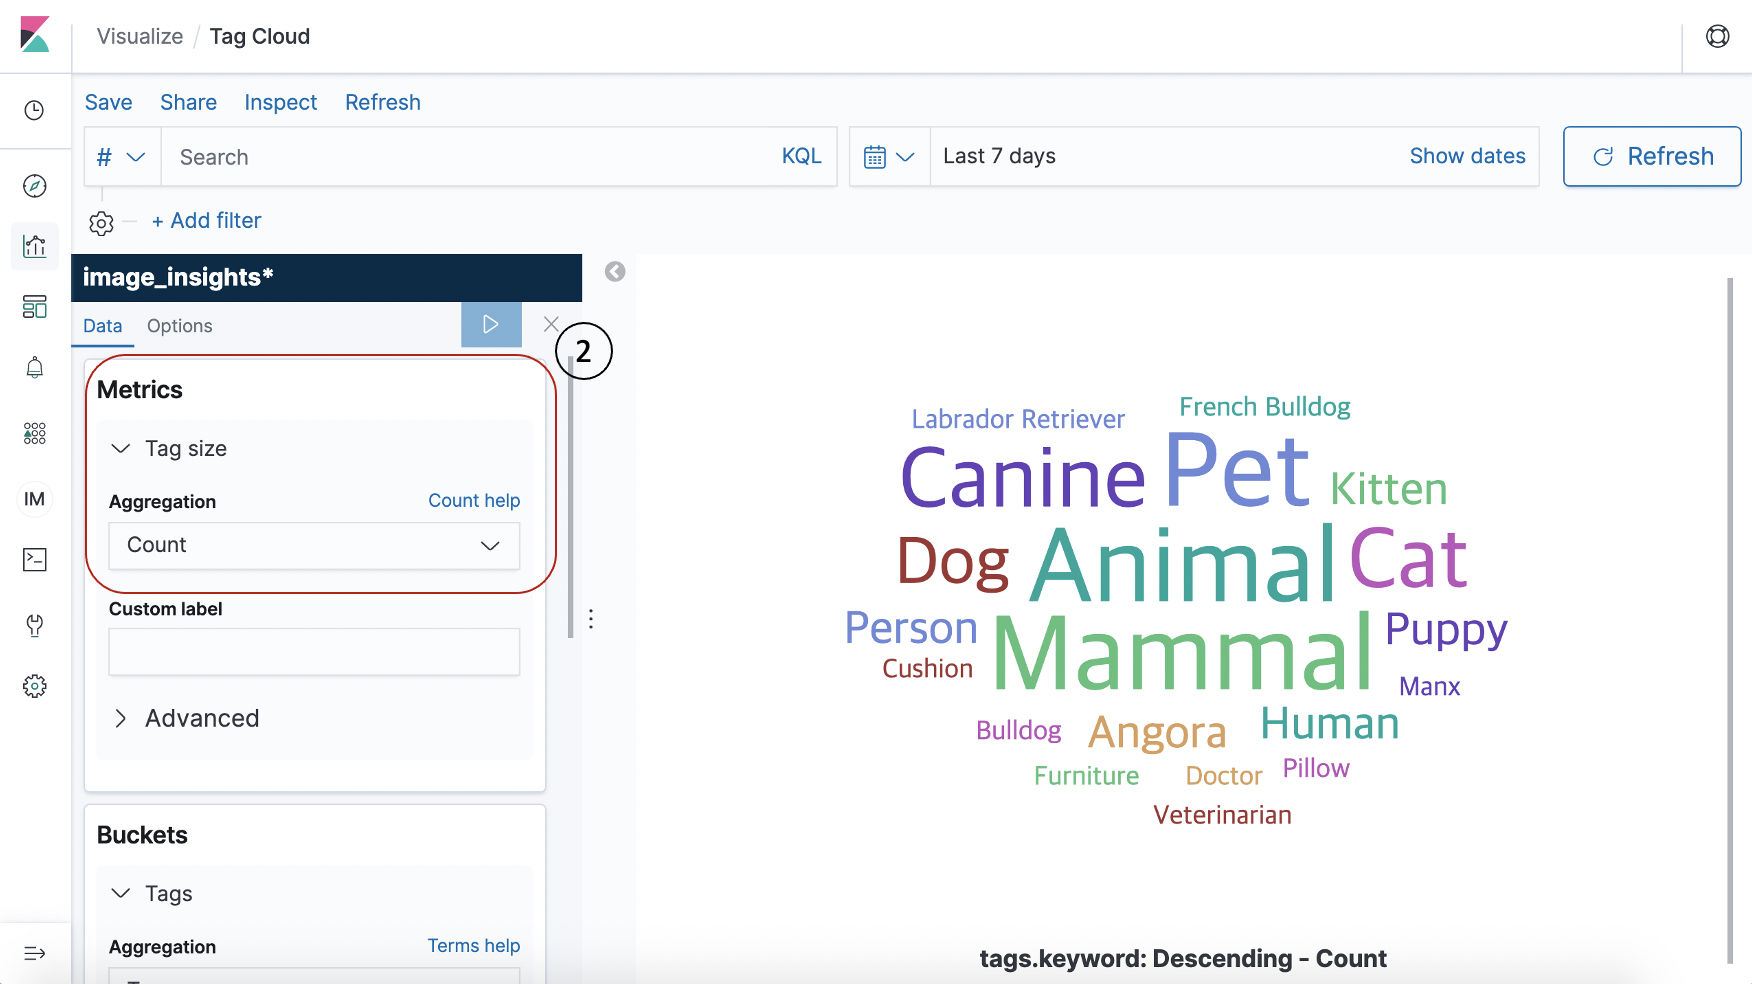 Visualize / Tag Cloud
Save Share Inspect Refresh
# Search KQL Last 7 days Show dates Refresh
+ Add filter
image_insights*
Data Options
2
Metrics
Tag size
Aggregation Count help
Count
Custom label
Advanced
Buckets
Tags
Aggregation Terms help
IM
French Bulldog
Labrador Retriever
Canine Pet Kitten
Dog Animal Cat
Person Mammal Puppy
Cushion Manx
Bulldog Angora Human
Furniture Doctor Pillow
Veterinarian
tags.keyword: Descending - Count